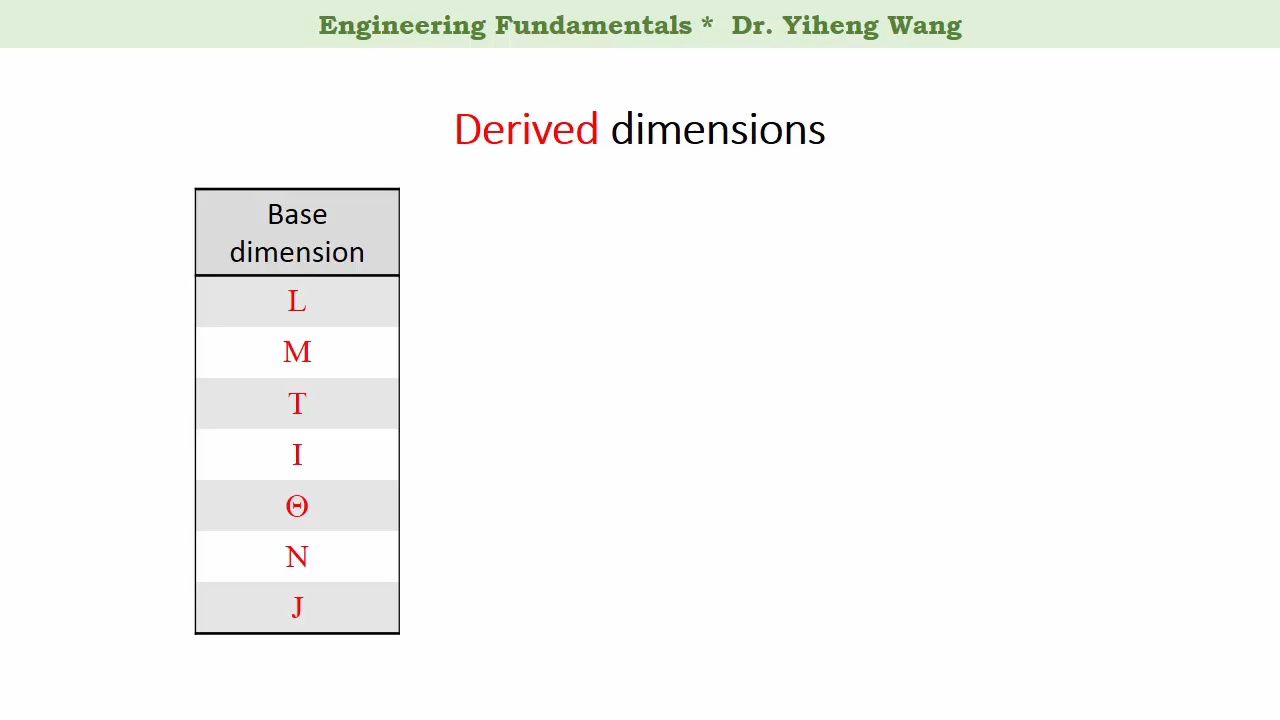 Engineering Fundamentals * Dr. Yiheng Wang
Derived dimensions
Base
dimension
L
M
T
I
Θ
N
J